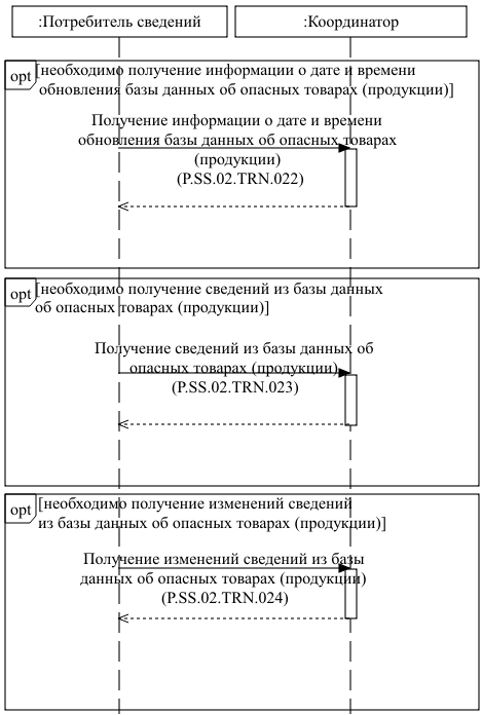 :Потребитель сведений
:Координатор
opt
[необходимо получение информации о дате и времени
обновления базы данных об опасных товарах (продукции)]
Получение информации о дате и времени
обновления базы данных об опасных товарах
(продукции)
(P.SS.02.TRN.022)
opt
[необходимо получение сведений из базы данных
об опасных товарах (продукции)]
Получение сведений из базы данных об
опасных товарах (продукции)
(P.SS.02.TRN.023)
opt
[необходимо получение изменений сведений
из базы данных об опасных товарах (продукции)]
Получение изменений сведений из базы
данных об опасных товарах (продукции)
(P.SS.02.TRN.024)